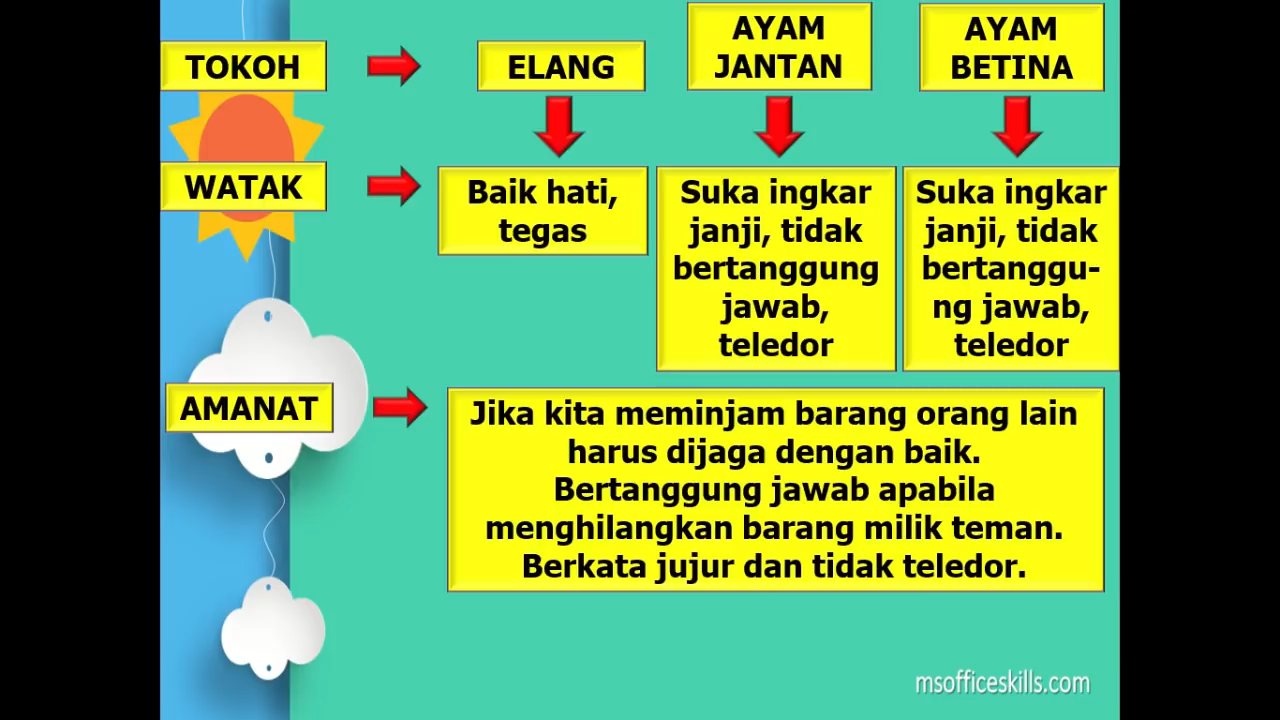 TOKOH
ELANG
AYAM
JANTAN
AYAM
BETINA
WATAK
Baik hati,
tegas
Suka ingkar
janji, tidak
bertanggung
jawab,
teledor
Suka ingkar
janji, tidak
bertanggu-
ng jawab,
teledor
AMANAT
Jika kita meminjam barang orang lain
harus dijaga dengan baik.
Bertanggung jawab apabila
menghilangkan barang milik teman.
Berkata jujur dan tidak teledor.
msofficeskills.com